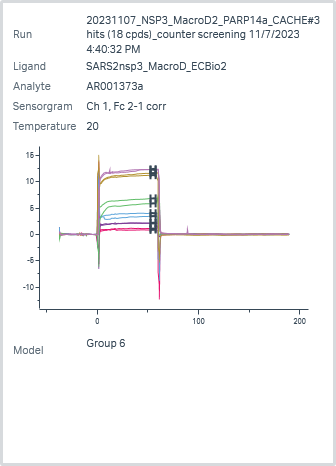 Run 20231107_NSP3_MacroD2_PARP14a_CACHE#3
hits (18 cpds)_counter screening 11/7/2023
4:40:32 PM
Ligand SARS2nsp3_MacroD_ECBio2
Analyte AR001373a
Sensorgram Ch 1, Fc 2-1 corr
Temperature 20
15
10
5
0
-5
-10
0 100 200
Model Group 6